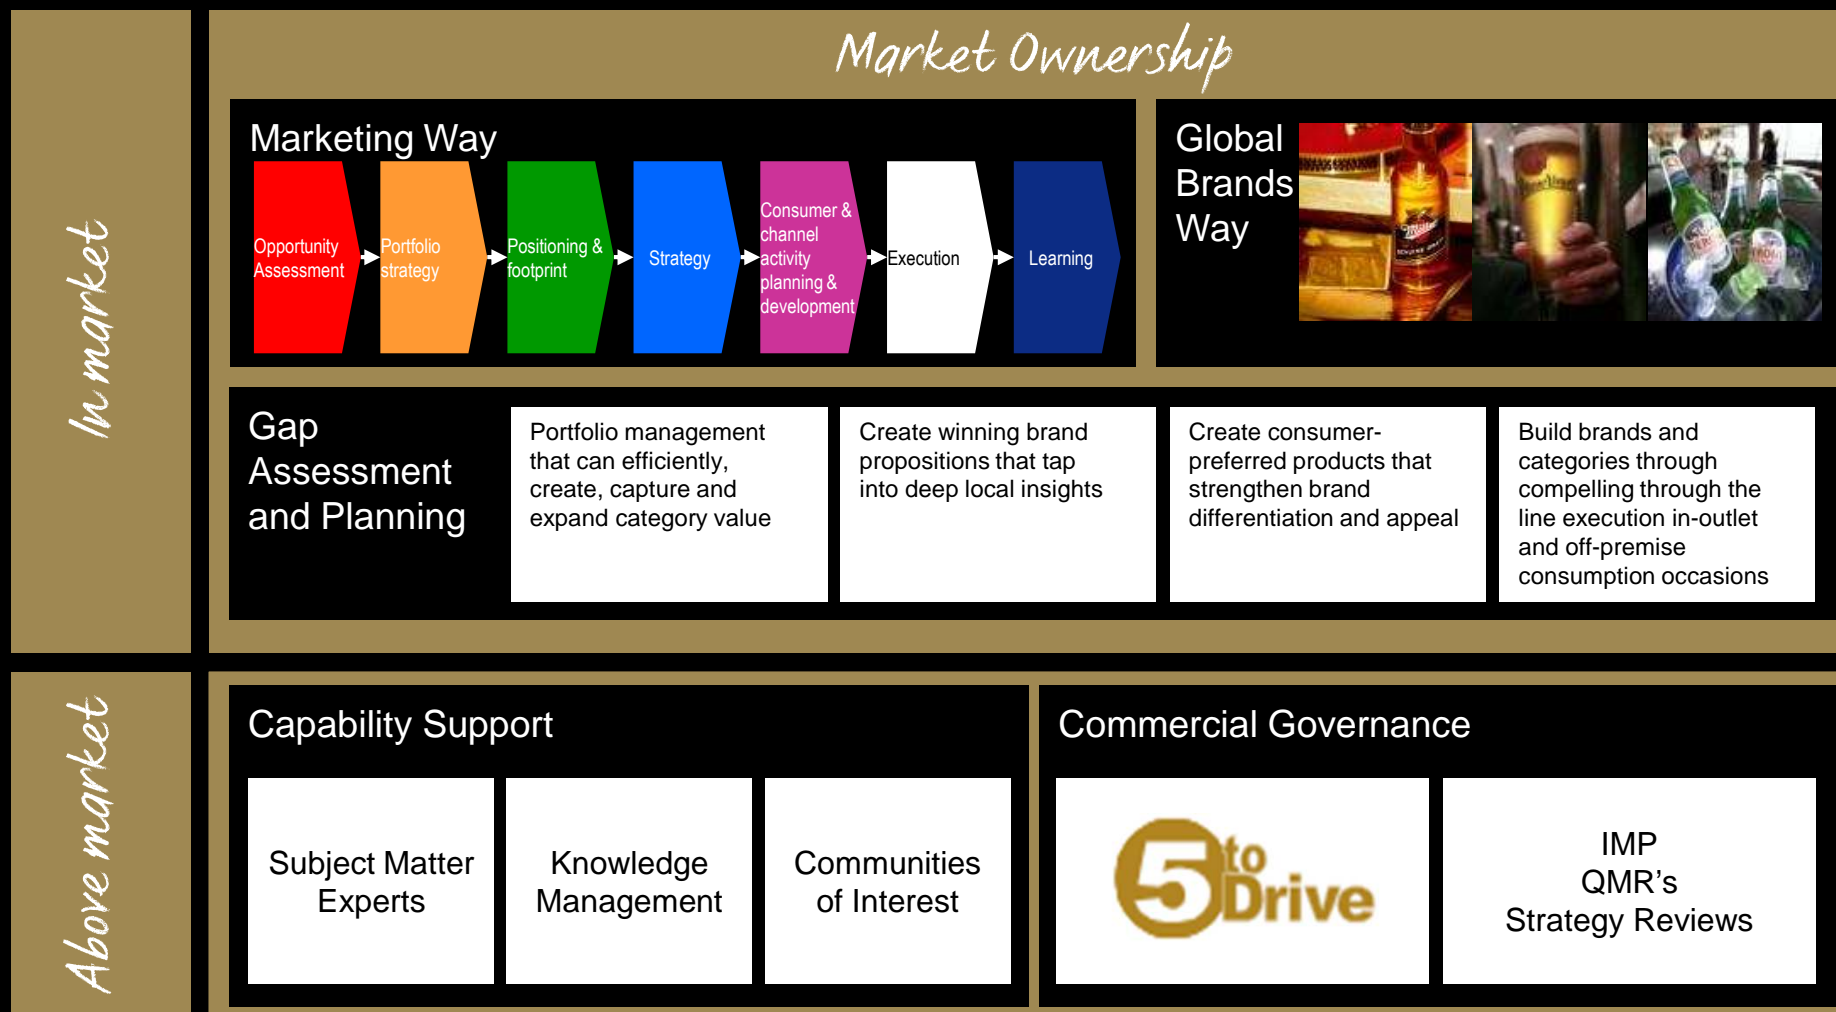 Market Ownership
In market
Marketing Way
Opportunity
Assessment
Portfolio
strategy
Positioning &
footprint
Strategy
Consumer &
channel
activity
planning &
development
Execution
Learning
Global
Brands
Way
Miller
Gap
Assessment
and Planning
Portfolio management
that can efficiently,
create, capture and
expand category value
Create winning brand
propositions that tap
into deep local insights
Create consumer-
preferred products that
strengthen brand
differentiation and appeal
Build brands and
categories through
compelling through the
line execution in-outlet
and off-premise
consumption occasions
Above market
Capability Support
Subject Matter
Experts
Knowledge
Management
Communities
of Interest
Commercial Governance
5 to
Drive
IMP
QMR's
Strategy Reviews